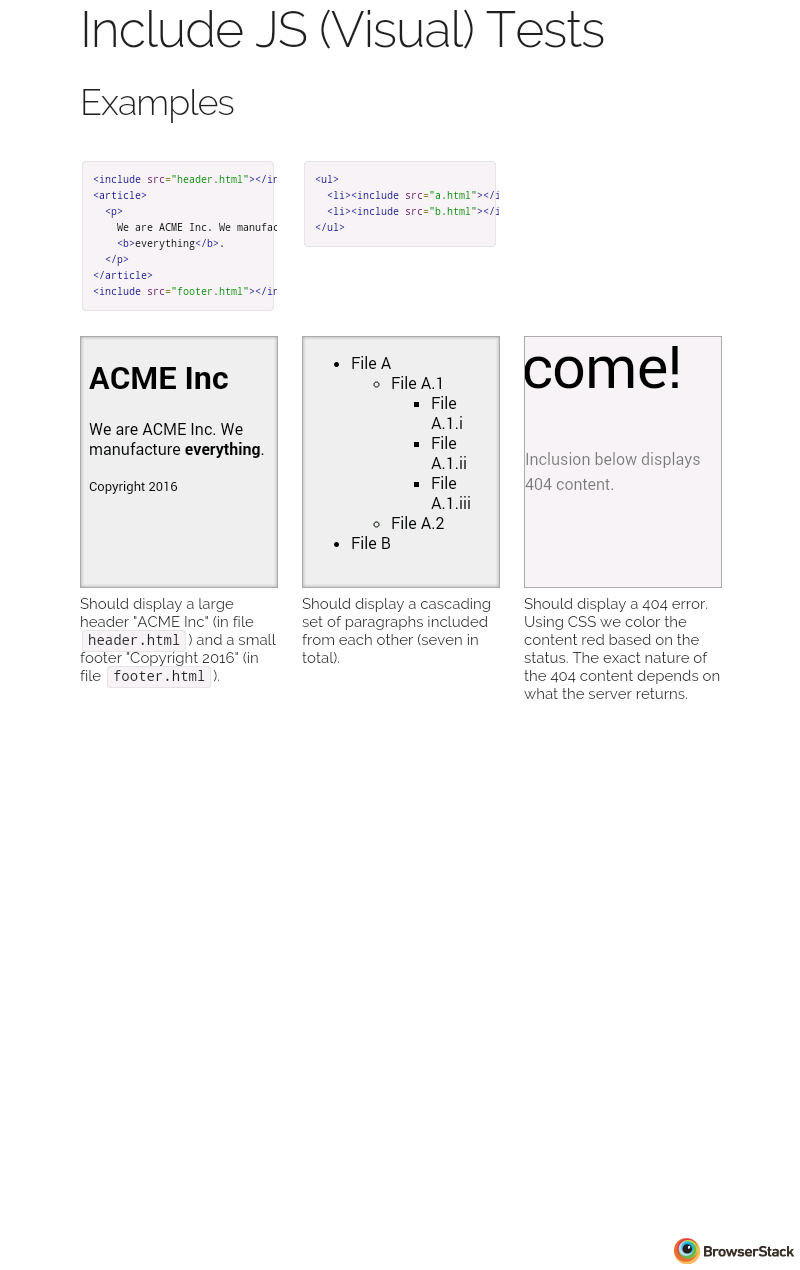 Include JS (Visual) Tests
Examples
<include src="header.html"></in
<article>
<p>
We are ACME Inc. We manufac
<b>everything</b>.
</p>
</article>
<include src="footer.html"></in
<ul>
<li><include src="a.html"></i
<li><include src="b.html"></i
</ul>
ACME Inc
We are ACME Inc. We
manufacture everything.
Copyright 2016
File A
File A.1
File
A.1.i
File
A.1.ii
File
A.1.iii
File A.2
File B
come!
Inclusion below displays
404 content.
Should display a large
header "ACME Inc" (in file
header.html ) and a small
footer "Copyright 2016" (in
file footer.html ).
Should display a cascading
set of paragraphs included
from each other (seven in
total).
Should display a 404 error.
Using CSS we color the
content red based on the
status. The exact nature of
the 404 content depends on
what the server returns.
BrowserStack